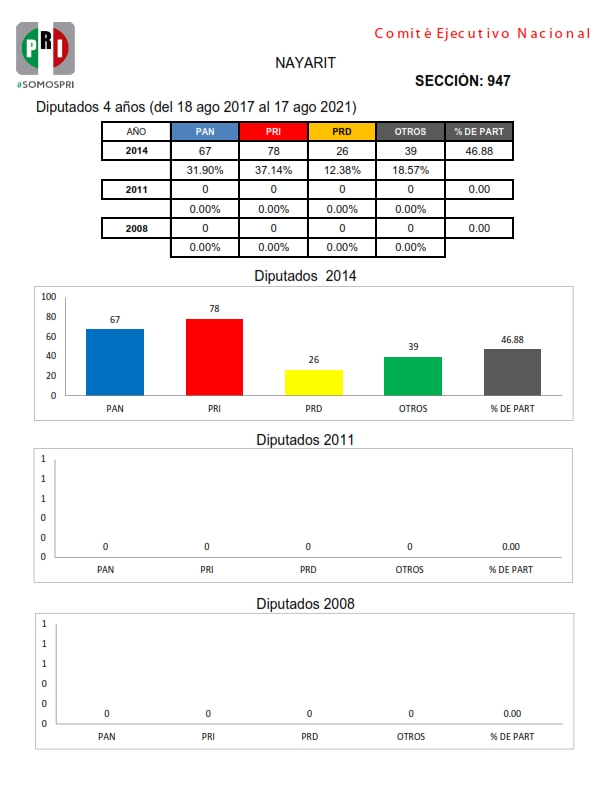 Comité Ejecutivo Nacional
PRI
#SOMOSPRI
NAYARIT
SECCIÓN: 947
Diputados 4 años (del 18 ago 2017 al 17 ago 2021)
AÑO PAN PRI PRD OTROS % DE PART
2014 67 78 26 39 46.88
31.90% 37.14% 12.38% 18.57%
2011 0 0 0 0 0.00
0.00% 0.00% 0.00% 0.00%
2008 0 0 0 0 0.00
0.00% 0.00% 0.00% 0.00%
Diputados 2014
100
80
60
40
20
0
67 78 26 39 46.88
PAN PRI PRD OTROS % DE PART
Diputados 2011
1
1
1
0
0
0
0 0 0 0 0.00
PAN PRI PRD OTROS % DE PART
Diputados 2008
1
1
1
0
0
0
0 0 0 0 0.00
PAN PRI PRD OTROS % DE PART